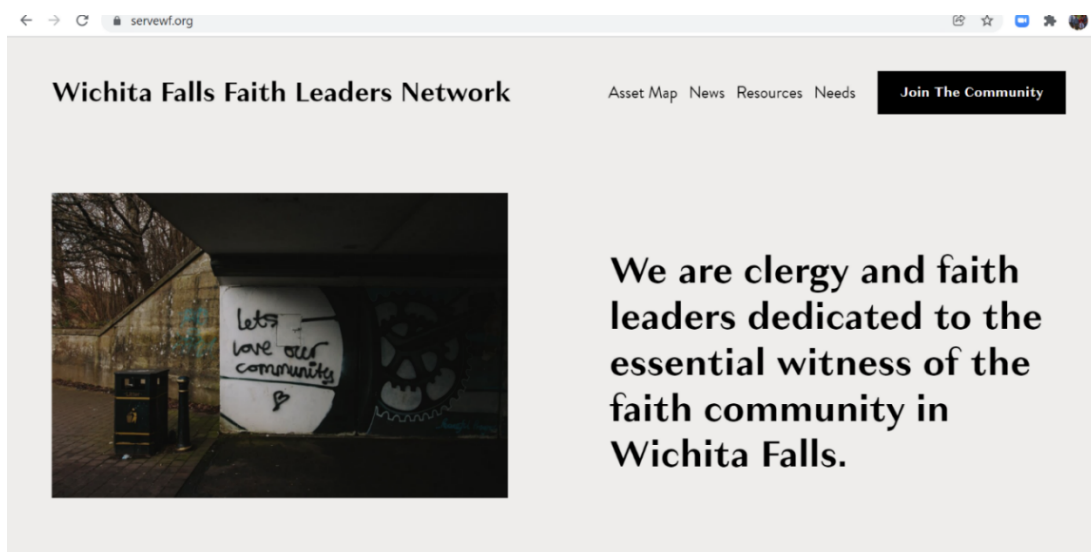 servewf.org
Wichita Falls Faith Leaders Network
Asset Map News Resources Needs Join The Community
lets
love our
community
We are clergy and faith
leaders dedicated to the
essential witness of the
faith community in
Wichita Falls.